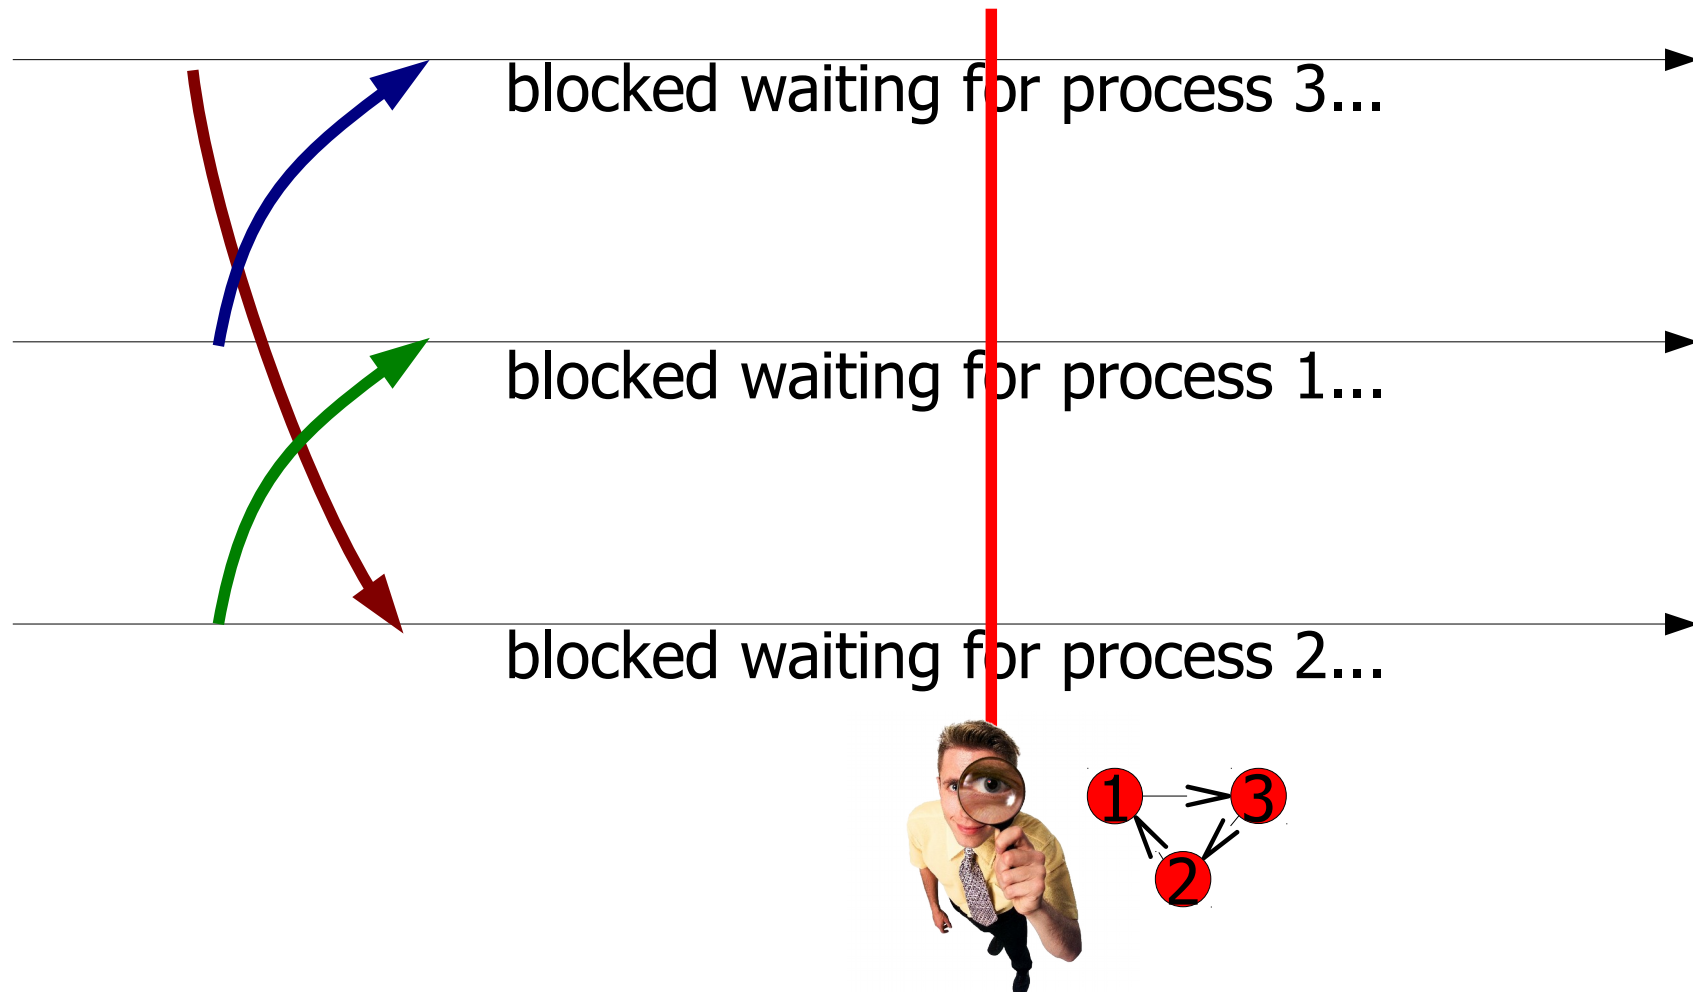 blocked waiting for process 3...
blocked waiting for process 1...
blocked waiting for process 2...
1 3
2